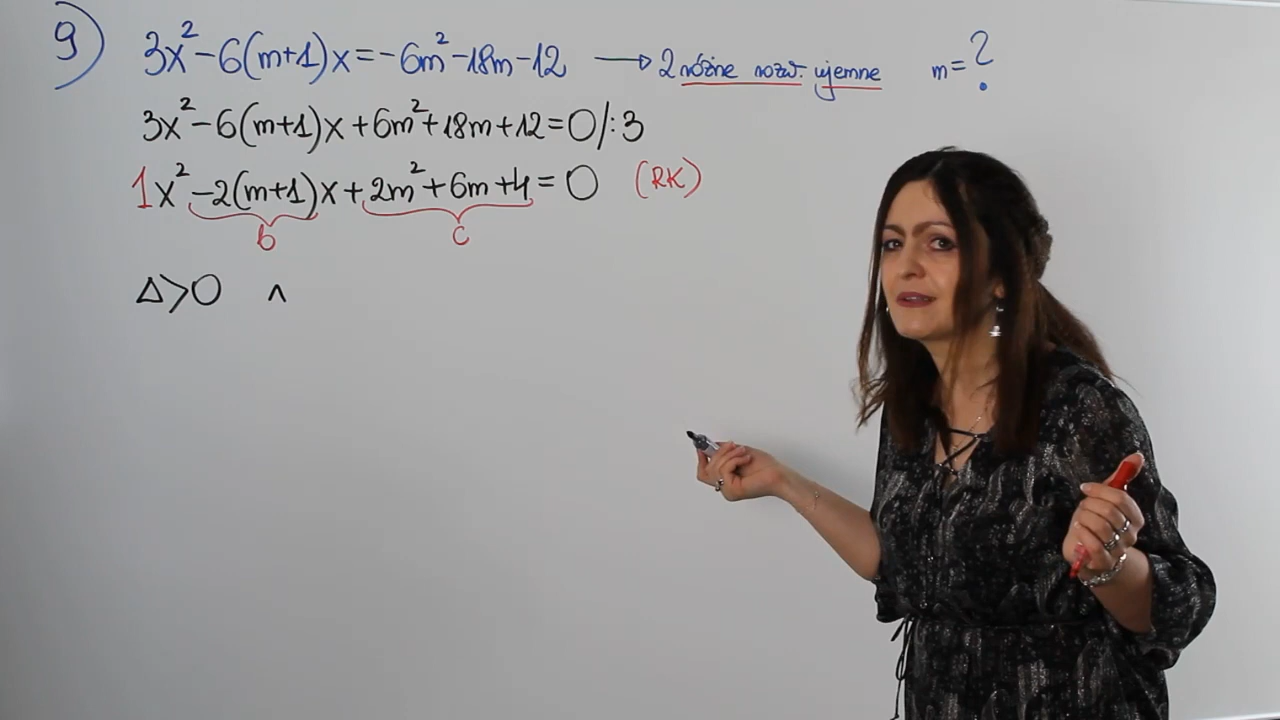 9) 3x²-6(m+1)x=-6m²-18m-12 → 2 różne rozw. ujemne m=?
3x²-6(m+1)x+6m²+18m+12=0/:3
1x²-2(m+1)x+2m²+6m+4=0 (RK)
b c
Δ>0 ∧